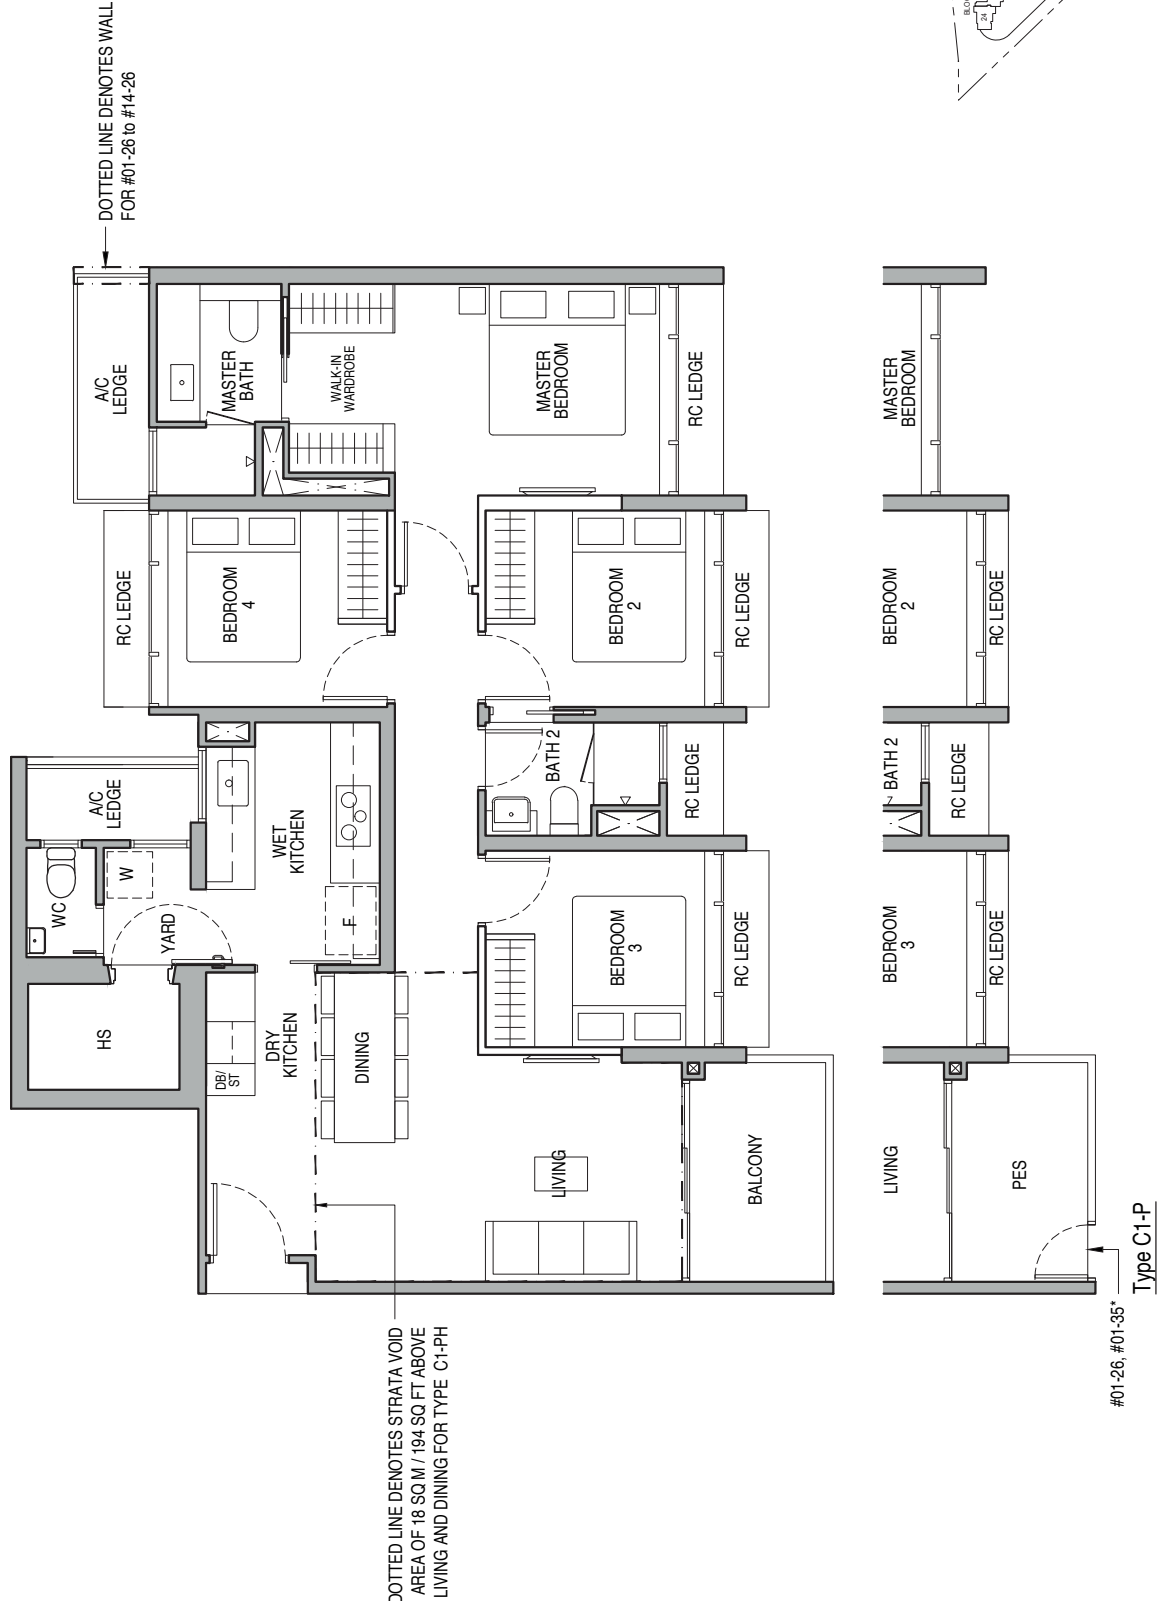 DOTTED LINE DENOTES WALL
FOR #01-26 to #14-26
A/C
LEDGE
MASTER
BATH
WALK-IN
WARDROBE
MASTER
BEDROOM
RC LEDGE
MASTER
BEDROOM
RC LEDGE
BEDROOM
4
BEDROOM
2
RC LEDGE
BEDROOM
2
RC LEDGE
A/C
LEDGE
WET
KITCHEN
BATH 2
RC LEDGE
BATH 2
RC LEDGE
WC
W
YARD
F
BEDROOM
3
RC LEDGE
BEDROOM
3
RC LEDGE
HS
DB/
ST
DRY
KITCHEN
DINING
LIVING
BALCONY
LIVING
PES
DOTTED LINE DENOTES STRATA VOID
AREA OF 18 SQ M / 194 SQ FT ABOVE
LIVING AND DINING FOR TYPE C1-PH
#01-26, #01-35*
Type C1-P
24